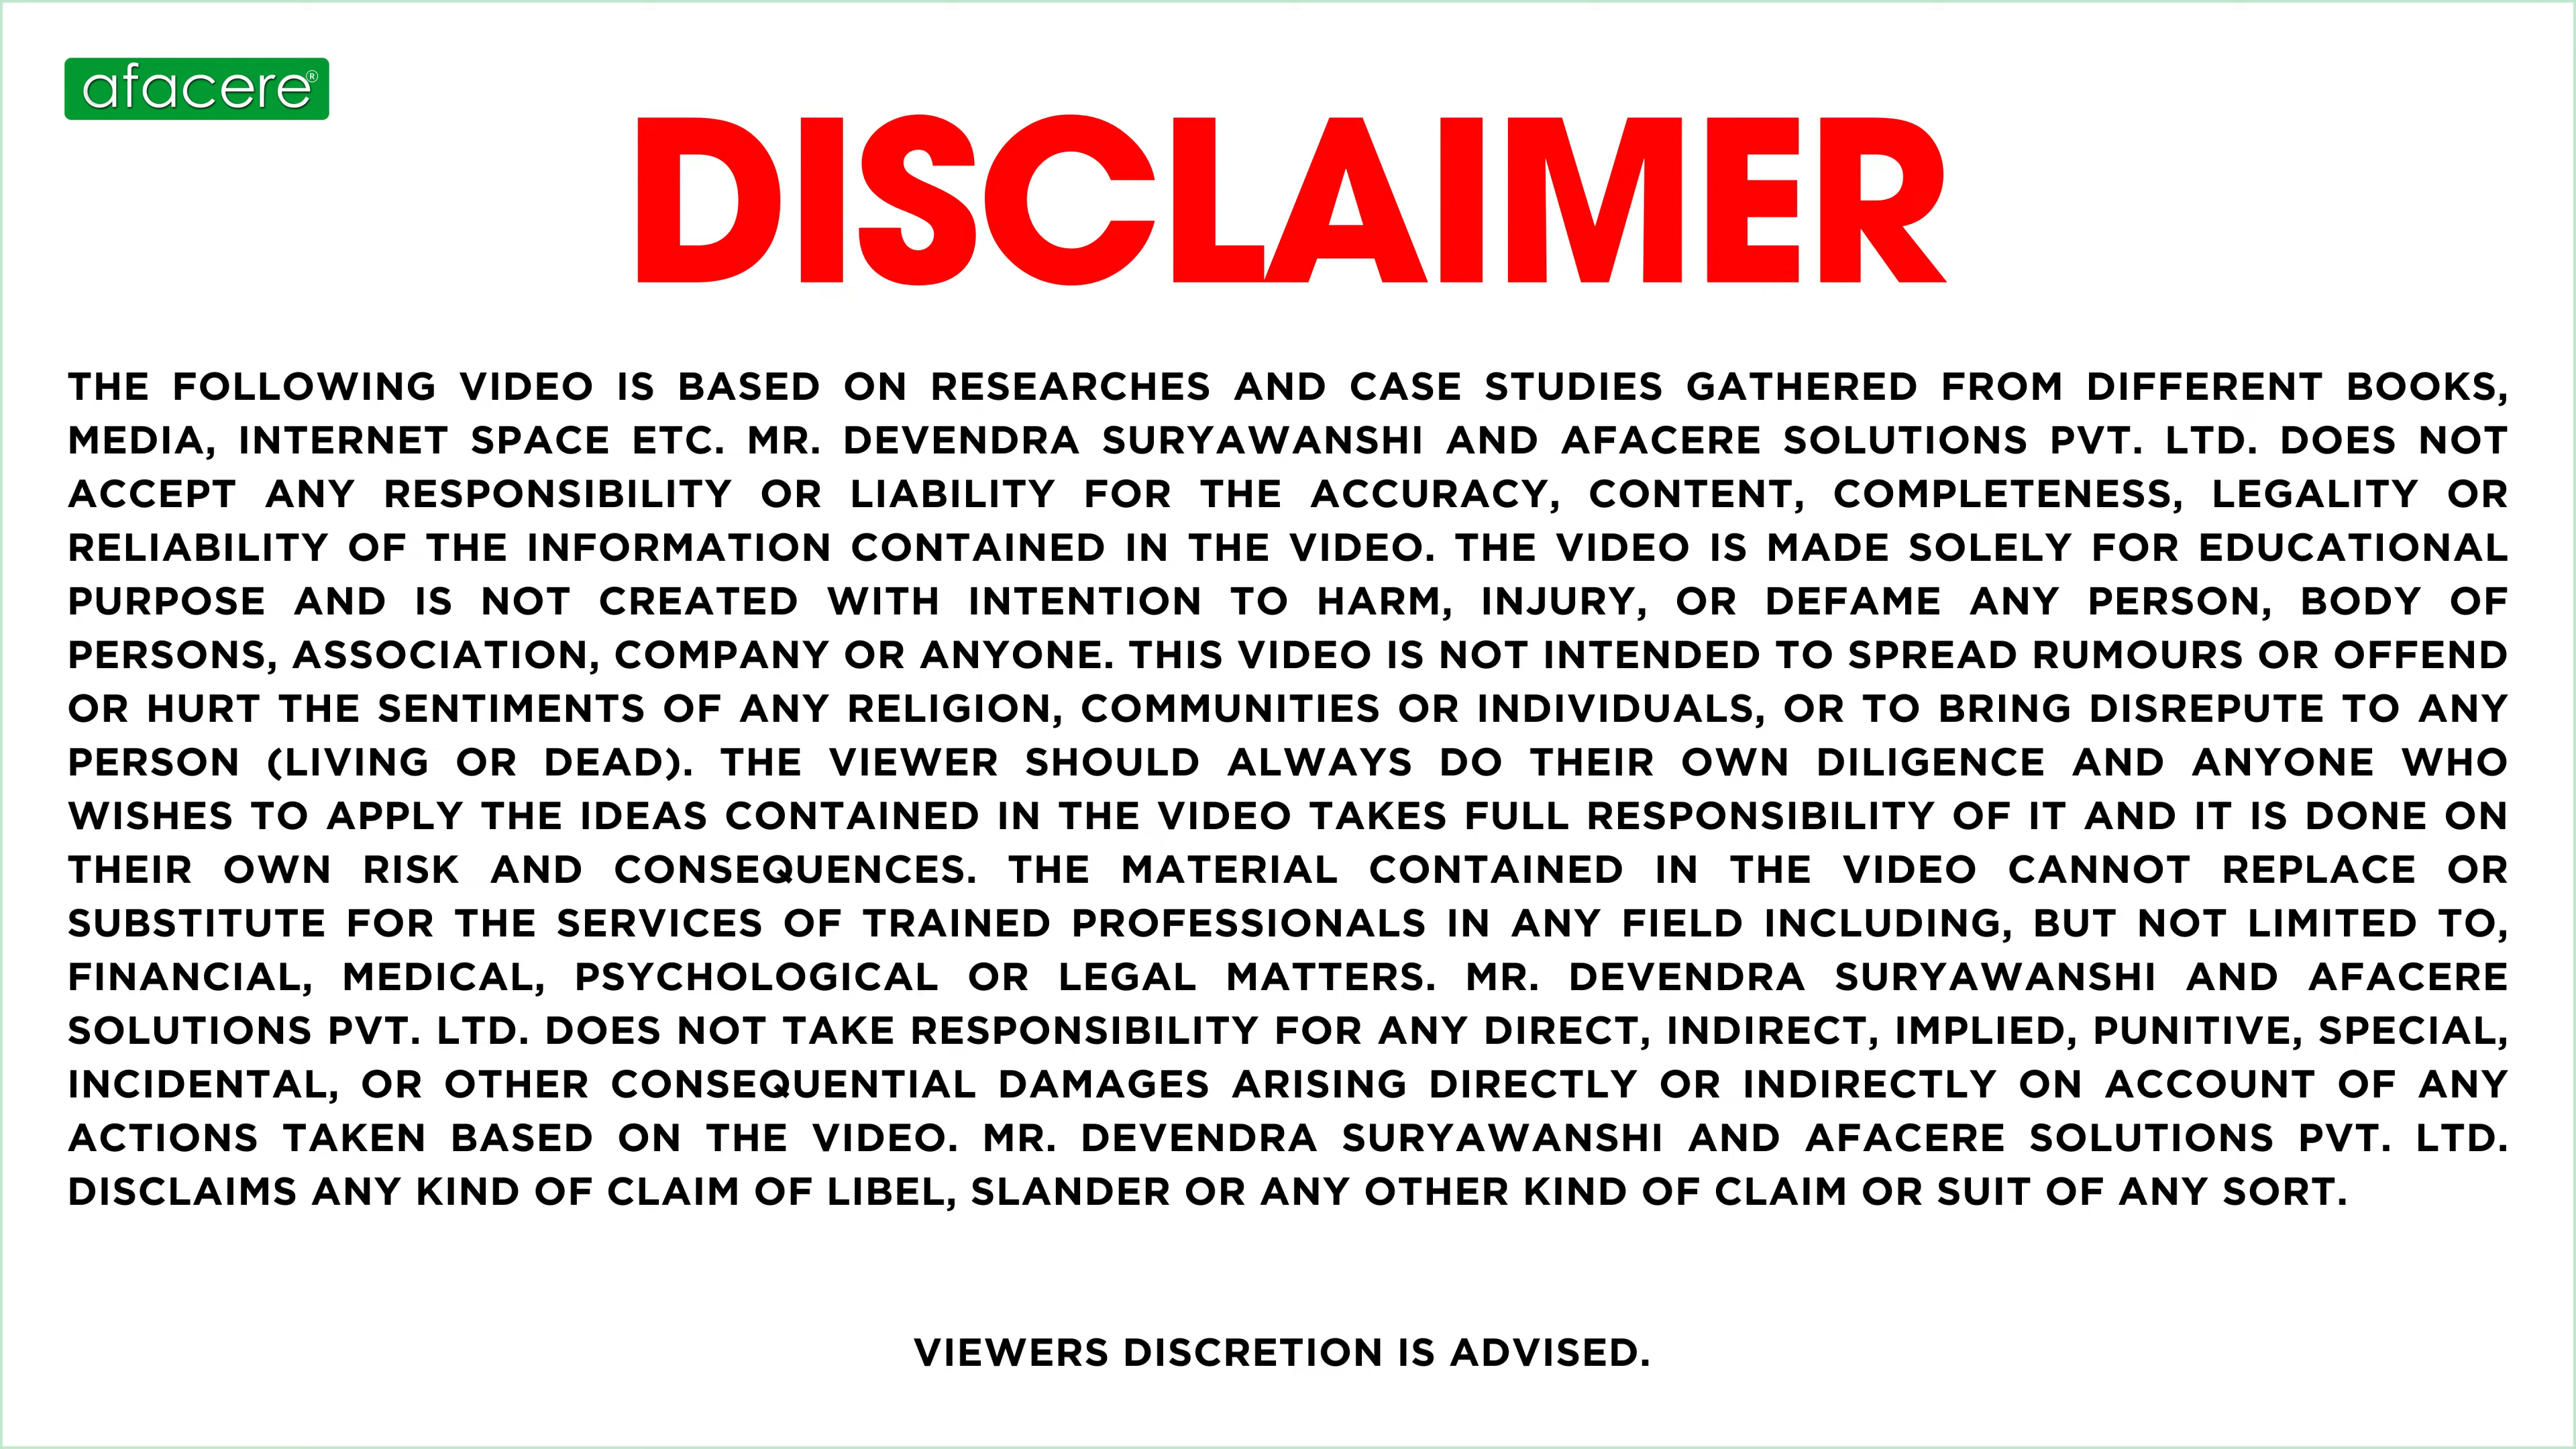 afacere®
DISCLAIMER
THE FOLLOWING VIDEO IS BASED ON RESEARCHES AND CASE STUDIES GATHERED FROM DIFFERENT BOOKS,
MEDIA, INTERNET SPACE ETC. MR. DEVENDRA SURYAWANSHI AND AFACERE SOLUTIONS PVT. LTD. DOES NOT
ACCEPT ANY RESPONSIBILITY OR LIABILITY FOR THE ACCURACY, CONTENT, COMPLETENESS, LEGALITY OR
RELIABILITY OF THE INFORMATION CONTAINED IN THE VIDEO. THE VIDEO IS MADE SOLELY FOR EDUCATIONAL
PURPOSE AND IS NOT CREATED WITH INTENTION TO HARM, INJURY, OR DEFAME ANY PERSON, BODY OF
PERSONS, ASSOCIATION, COMPANY OR ANYONE. THIS VIDEO IS NOT INTENDED TO SPREAD RUMOURS OR OFFEND
OR HURT THE SENTIMENTS OF ANY RELIGION, COMMUNITIES OR INDIVIDUALS, OR TO BRING DISREPUTE TO ANY
PERSON (LIVING OR DEAD). THE VIEWER SHOULD ALWAYS DO THEIR OWN DILIGENCE AND ANYONE WHO
WISHES TO APPLY THE IDEAS CONTAINED IN THE VIDEO TAKES FULL RESPONSIBILITY OF IT AND IT IS DONE ON
THEIR OWN RISK AND CONSEQUENCES. THE MATERIAL CONTAINED IN THE VIDEO CANNOT REPLACE OR
SUBSTITUTE FOR THE SERVICES OF TRAINED PROFESSIONALS IN ANY FIELD INCLUDING, BUT NOT LIMITED TO,
FINANCIAL, MEDICAL, PSYCHOLOGICAL OR LEGAL MATTERS. MR. DEVENDRA SURYAWANSHI AND AFACERE
SOLUTIONS PVT. LTD. DOES NOT TAKE RESPONSIBILITY FOR ANY DIRECT, INDIRECT, IMPLIED, PUNITIVE, SPECIAL,
INCIDENTAL, OR OTHER CONSEQUENTIAL DAMAGES ARISING DIRECTLY OR INDIRECTLY ON ACCOUNT OF ANY
ACTIONS TAKEN BASED ON THE VIDEO. MR. DEVENDRA SURYAWANSHI AND AFACERE SOLUTIONS PVT. LTD.
DISCLAIMS ANY KIND OF CLAIM OF LIBEL, SLANDER OR ANY OTHER KIND OF CLAIM OR SUIT OF ANY SORT.
VIEWERS DISCRETION IS ADVISED.